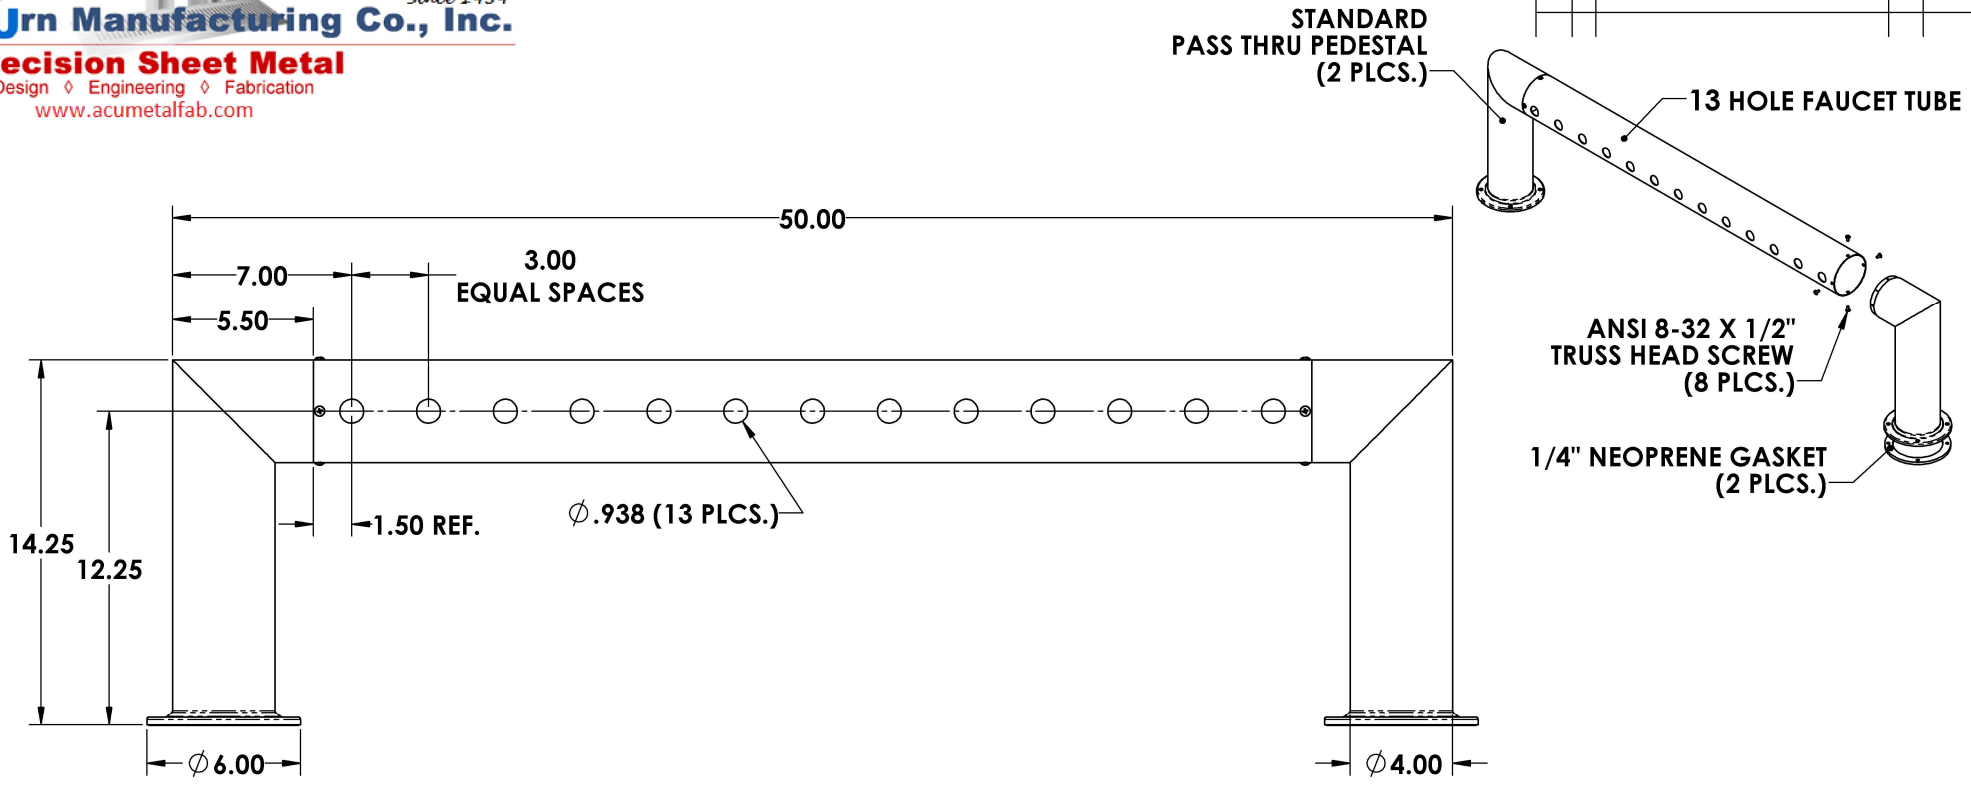 Urn Manufacturing Co., Inc.
ecision Sheet Metal
Design ◊ Engineering ◊ Fabrication
www.acumetalfab.com
STANDARD
PASS THRU PEDESTAL
(2 PLCS.)
13 HOLE FAUCET TUBE
50.00
7.00
3.00
EQUAL SPACES
5.50
ANSI 8-32 X 1/2"
TRUSS HEAD SCREW
(8 PLCS.)
1/4" NEOPRENE GASKET
(2 PLCS.)
1.50 REF.
∅.938 (13 PLCS.)
14.25
12.25
∅6.00
∅4.00